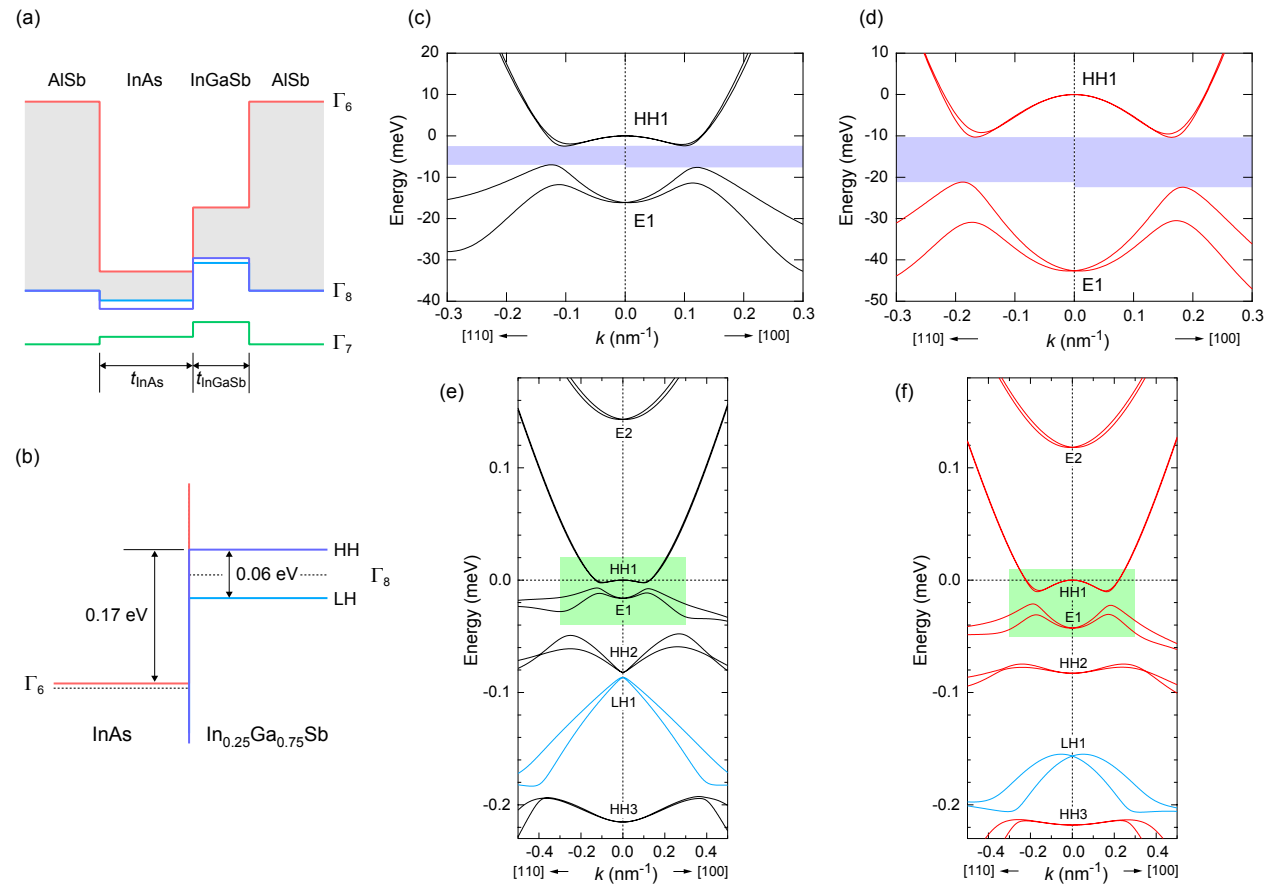 (a)
AlSb InAs InGaSb AlSb
Γ6
Γ8
Γ7
tInAs tInGaSb
(b)
HH
0.06 eV Γ8
LH
0.17 eV
Γ6
InAs In0.25Ga0.75Sb
(c)
Energy (meV)
20
10
0
-10
-20
-30
-40
HH1
E1
-0.3 -0.2 -0.1 0.0 0.1 0.2 0.3
[110] k (nm-1) [100]
(d)
Energy (meV)
10
0
-10
-20
-30
-40
-50
HH1
E1
-0.3 -0.2 -0.1 0.0 0.1 0.2 0.3
[110] k (nm-1) [100]
(e)
Energy (meV)
0.1
0.0
-0.1
-0.2
E2
HH1
E1
HH2
LH1
HH3
-0.4 -0.2 0.0 0.2 0.4
[110] k (nm-1) [100]
(f)
Energy (meV)
0.1
0.0
-0.1
-0.2
E2
HH1
E1
HH2
LH1
HH3
-0.4 -0.2 0.0 0.2 0.4
[110] k (nm-1) [100]